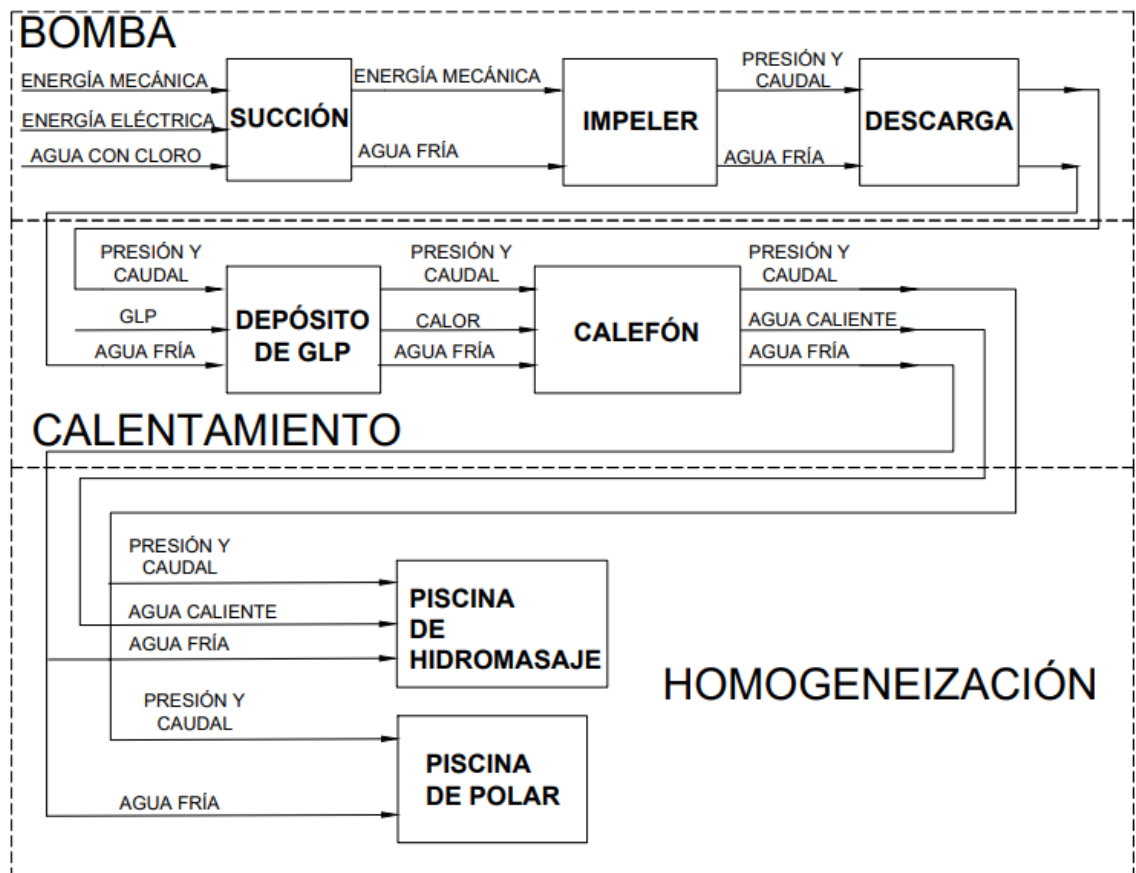 BOMBA
ENERGÍA MECÁNICA
ENERGÍA ELÉCTRICA
AGUA CON CLORO
SUCCIÓN
ENERGÍA MECÁNICA
AGUA FRÍA
IMPELER
PRESIÓN Y
CAUDAL
AGUA FRÍA
DESCARGA
PRESIÓN Y
CAUDAL
GLP
AGUA FRÍA
DEPÓSITO
DE GLP
PRESIÓN Y
CAUDAL
CALOR
AGUA FRÍA
CALEFÓN
PRESIÓN Y
CAUDAL
AGUA CALIENTE
AGUA FRÍA
CALENTAMIENTO
PRESIÓN Y
CAUDAL
AGUA CALIENTE
AGUA FRÍA
PISCINA
DE
HIDROMASAJE
HOMOGENEIZACIÓN
PRESIÓN Y
CAUDAL
AGUA FRÍA
PISCINA
DE POLAR